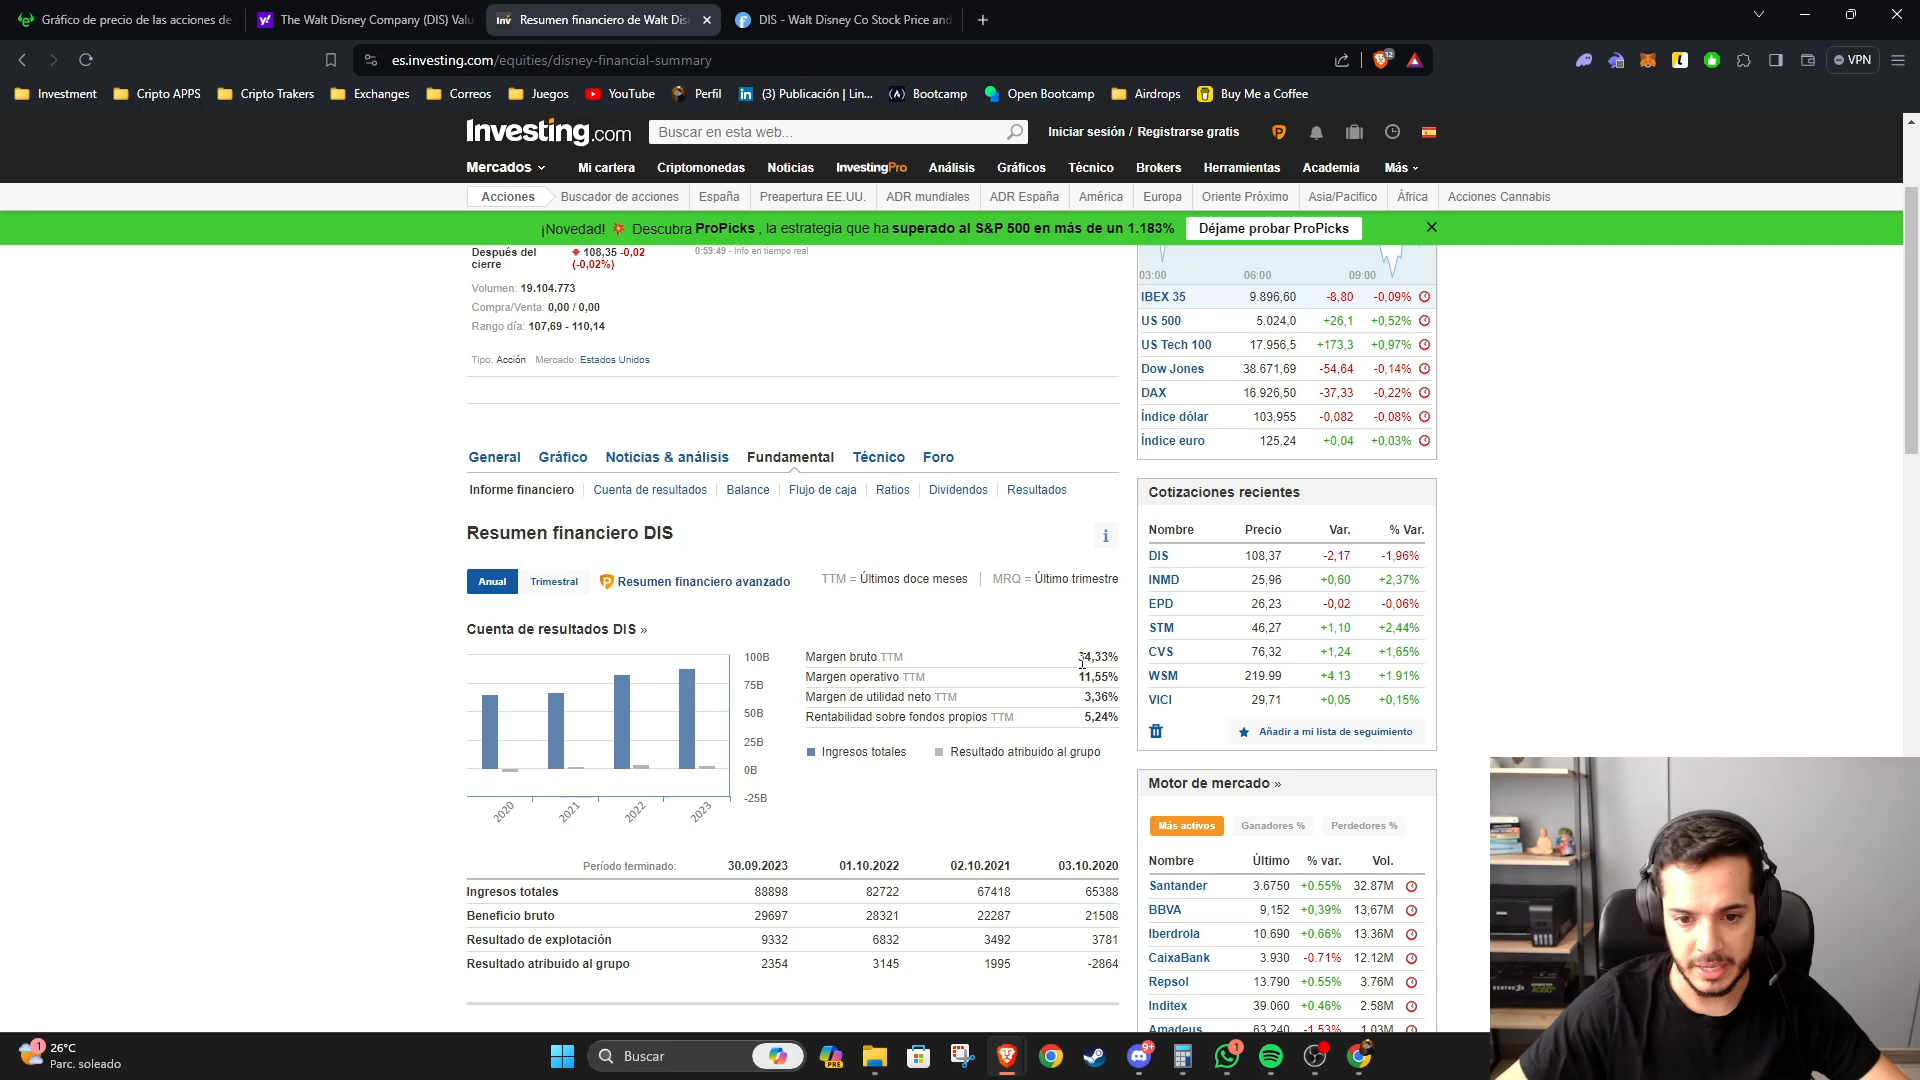 Gráfico de precio de las acciones de
The Walt Disney Company (DIS) Valu
Resumen financiero de Walt Dis
DIS - Walt Disney Co Stock Price and
es.investing.com/equities/disney-financial-summary
12
VPN
Investment
Cripto APPS
Cripto Trakers
Exchanges
Correos
Juegos
YouTube
Perfil
(3) Publicación | Lin...
Bootcamp
Open Bootcamp
Airdrops
Buy Me a Coffee
Investing.com
Buscar en esta web...
Iniciar sesión / Registrarse gratis
Mercados
Mi cartera
Criptomonedas
Noticias
InvestingPro
Análisis
Gráficos
Técnico
Brokers
Herramientas
Academia
Más
Acciones
Buscador de acciones
España
Preapertura EE.UU.
ADR mundiales
ADR España
América
Europa
Oriente Próximo
Asia/Pacifico
África
Acciones Cannabis
¡Novedad! 💥 Descubra ProPicks , la estrategia que ha superado al S&P 500 en más de un 1.183%
Déjame probar ProPicks
Después del cierre
108,35 -0,02
(-0,02%)
0:59:49 - Info en tiempo real
Volumen: 19.104.773
Compra/Venta: 0,00 / 0,00
Rango día: 107,69 - 110,14
Tipo: Acción Mercado: Estados Unidos
General
Gráfico
Noticias & análisis
Fundamental
Técnico
Foro
Informe financiero
Cuenta de resultados
Balance
Flujo de caja
Ratios
Dividendos
Resultados
Resumen financiero DIS
i
Anual
Trimestral
Resumen financiero avanzado
TTM = Últimos doce meses
MRQ = Último trimestre
Cuenta de resultados DIS »
100B
75B
50B
25B
0B
-25B
2020
2021
2022
2023
Margen bruto TTM 34,33%
Margen operativo TTM 11,55%
Margen de utilidad neto TTM 3,36%
Rentabilidad sobre fondos propios TTM 5,24%
Ingresos totales
Resultado atribuido al grupo
Período terminado: 30.09.2023 01.10.2022 02.10.2021 03.10.2020
Ingresos totales 88898 82722 67418 65388
Beneficio bruto 29697 28321 22287 21508
Resultado de explotación 9332 6832 3492 3781
Resultado atribuido al grupo 2354 3145 1995 -2864
03:00 06:00 09:00
IBEX 35 9.896,60 -8,80 -0,09%
US 500 5.024,0 +26,1 +0,52%
US Tech 100 17.956,5 +173,3 +0,97%
Dow Jones 38.671,69 -54,64 -0,14%
DAX 16.926,50 -37,33 -0,22%
Índice dólar 103,955 -0,082 -0,08%
Índice euro 125,24 +0,04 +0,03%
Cotizaciones recientes
Nombre Precio Var. % Var.
DIS 108,37 -2,17 -1,96%
INMD 25,96 +0,60 +2,37%
EPD 26,23 -0,02 -0,06%
STM 46,27 +1,10 +2,44%
CVS 76,32 +1,24 +1,65%
WSM 219.99 +4.13 +1.91%
VICI 29,71 +0,05 +0,15%
Añadir a mi lista de seguimiento
Motor de mercado »
Más activos
Ganadores %
Perdedores %
Nombre Último % var. Vol.
Santander 3.6750 +0.55% 32.87M
BBVA 9,152 +0,39% 13,67M
Iberdrola 10.690 +0.66% 13.36M
CaixaBank 3.930 -0.71% 12.12M
Repsol 13.790 +0.55% 3.76M
Inditex 39.060 +0.46% 2.58M
Amadeus 63.240 -1.53% 1.03M
1
26°C
Parc. soleado
Buscar
PRE
9+
1